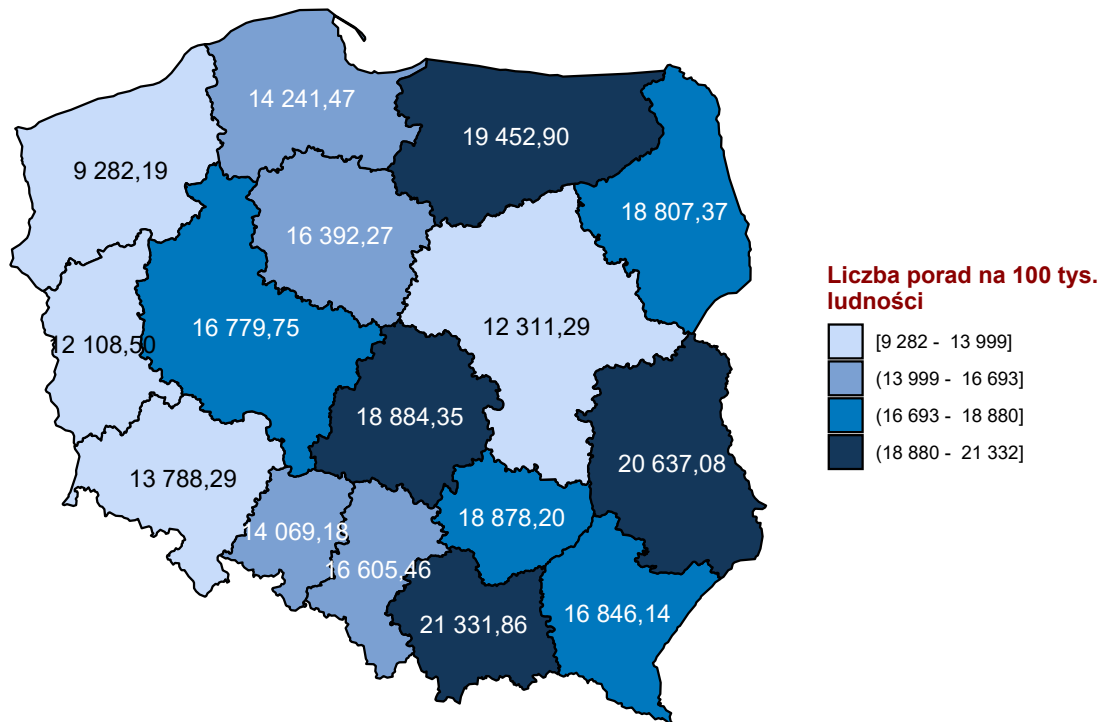 14 241,47
19 452,90
9 282,19
18 807,37
16 392,27
16 779,75
12 311,29
12 108,50
18 884,35
20 637,08
13 788,29
18 878,20
14 069,18
16 605,46
21 331,86
16 846,14
Liczba porad na 100 tys.
ludności
[9 282 - 13 999]
(13 999 - 16 693]
(16 693 - 18 880]
(18 880 - 21 332]